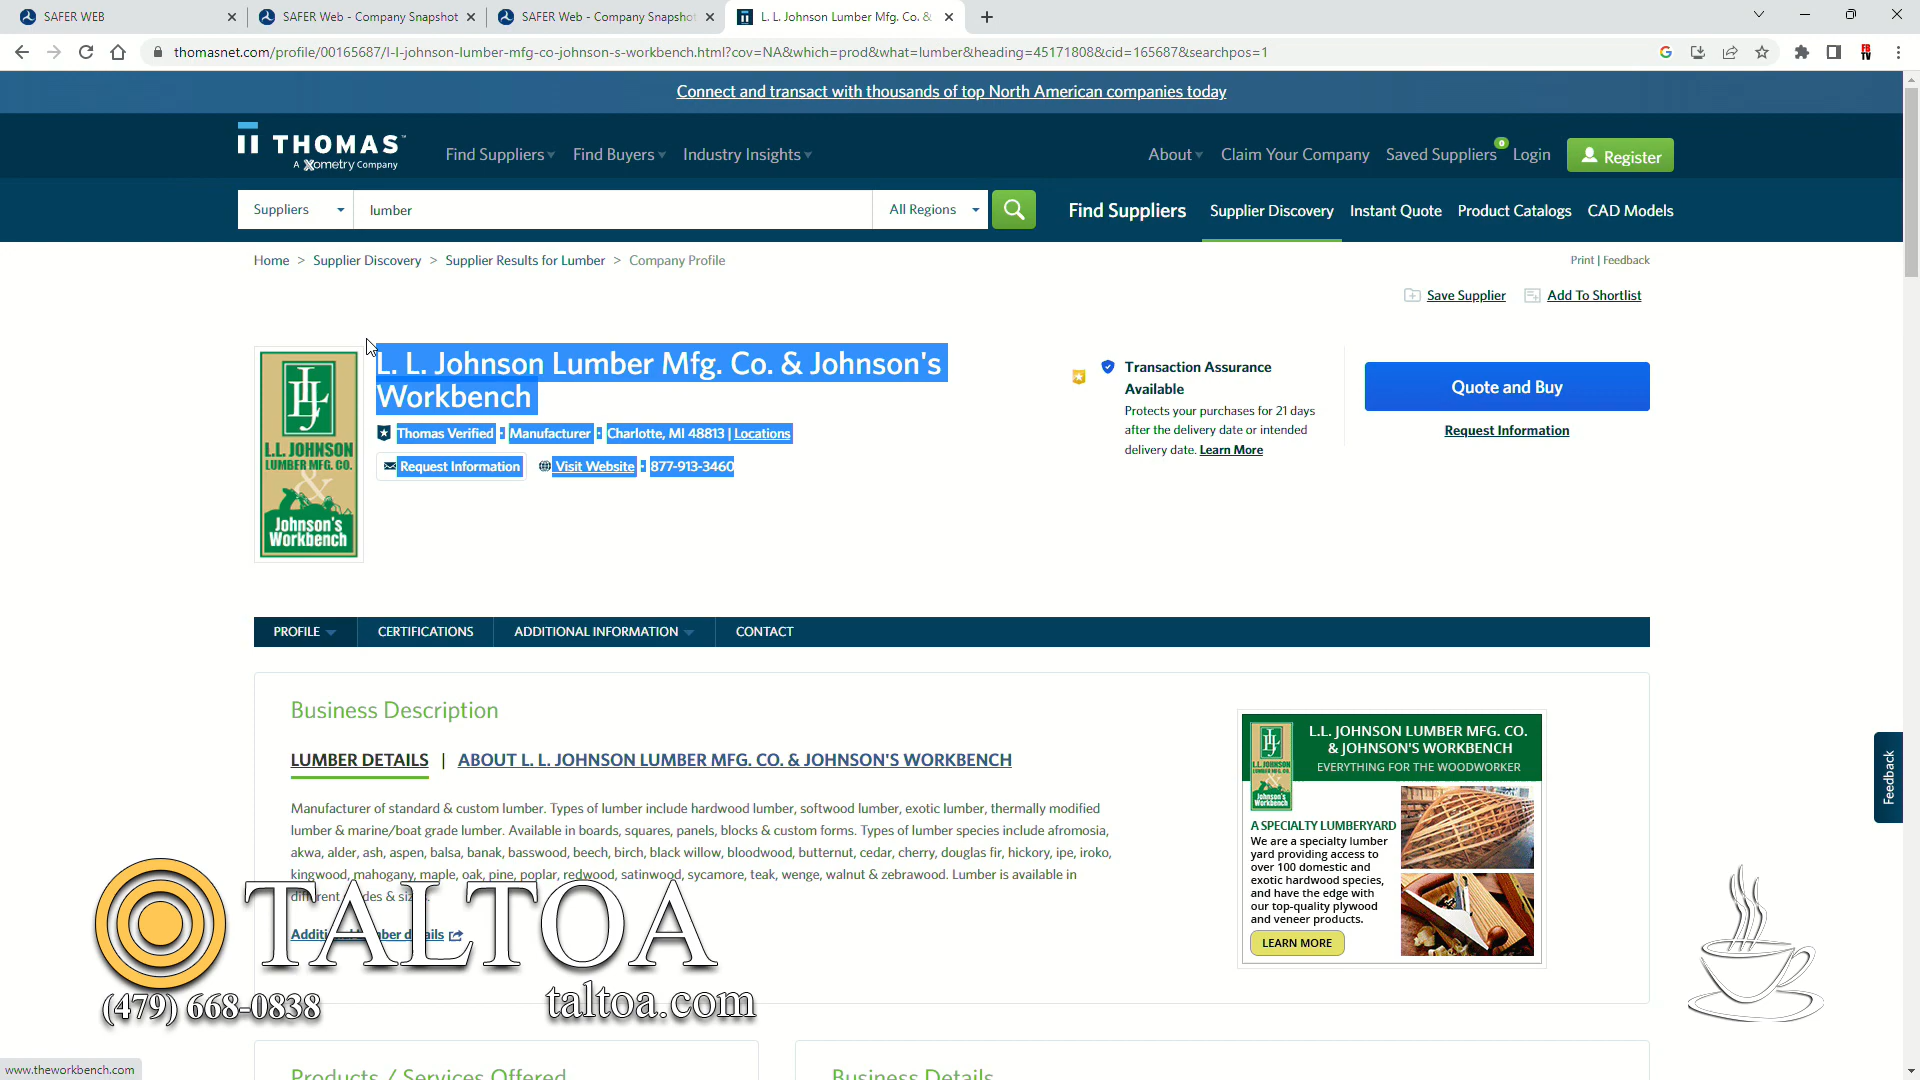 SAFER WEB
SAFER Web - Company Snapshot
SAFER Web - Company Snapshot
L. L. Johnson Lumber Mfg. Co. &
thomasnet.com/profile/00165687/l-l-johnson-lumber-mfg-co-johnson-s-workbench.html?cov=NA&which=prod&what=lumber&heading=45171808&cid=165687&searchpos=1
Connect and transact with thousands of top North American companies today
THOMAS
A Xometry Company
Find Suppliers
Find Buyers
Industry Insights
About
Claim Your Company
Saved Suppliers
0
Login
Register
Suppliers
lumber
All Regions
Find Suppliers
Supplier Discovery
Instant Quote
Product Catalogs
CAD Models
Home > Supplier Discovery > Supplier Results for Lumber > Company Profile
Print | Feedback
Save Supplier
Add To Shortlist
L. L. Johnson Lumber Mfg. Co. & Johnson's
Workbench
Thomas Verified · Manufacturer · Charlotte, MI 48813 | Locations
Request Information
Visit Website · 877-913-3460
L.L. JOHNSON
LUMBER MFG. CO.
&
Johnson's
Workbench
Transaction Assurance
Available
Protects your purchases for 21 days
after the delivery date or intended
delivery date. Learn More
Quote and Buy
Request Information
PROFILE
CERTIFICATIONS
ADDITIONAL INFORMATION
CONTACT
Business Description
LUMBER DETAILS | ABOUT L. L. JOHNSON LUMBER MFG. CO. & JOHNSON'S WORKBENCH
Manufacturer of standard & custom lumber. Types of lumber include hardwood lumber, softwood lumber, exotic lumber, thermally modified
lumber & marine/boat grade lumber. Available in boards, squares, panels, blocks & custom forms. Types of lumber species include afromosia,
akwa, alder, ash, aspen, balsa, banak, basswood, beech, birch, black willow, bloodwood, butternut, cedar, cherry, douglas fir, hickory, ipe, iroko,
kingwood, mahogany, maple, oak, pine, poplar, redwood, satinwood, sycamore, teak, wenge, walnut & zebrawood. Lumber is available in
L.L. JOHNSON LUMBER MFG. CO.
& JOHNSON'S WORKBENCH
EVERYTHING FOR THE WOODWORKER
A SPECIALTY LUMBERYARD
We are a specialty lumber
yard providing access to
over 100 domestic and
exotic hardwood species,
and have the edge with
our top-quality plywood
and veneer products.
LEARN MORE
Feedback
TALTOA
(479) 668-0838
taltoa.com
Products / Services Offered
Business Details
www.theworkbench.com